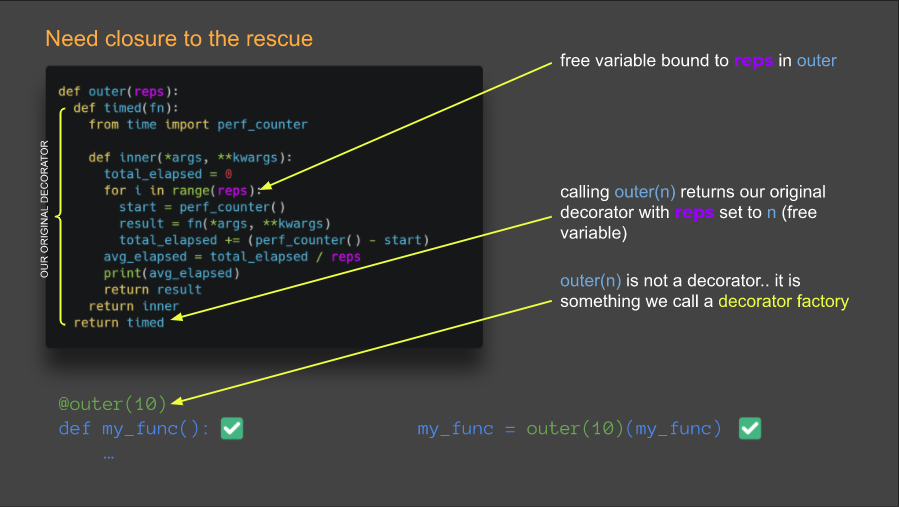 Need closure to the rescue
def outer(reps):
def timed(fn):
from time import perf_counter
def inner(*args, **kwargs):
total_elapsed = 0
for i in range(reps):
start = perf_counter()
result = fn(*args, **kwargs)
total_elapsed += (perf_counter() - start)
avg_elapsed = total_elapsed / reps
print(avg_elapsed)
return result
return inner
return timed
OUR ORIGINAL DECORATOR
free variable bound to reps in outer
calling outer(n) returns our original
decorator with reps set to n (free
variable)
outer(n) is not a decorator.. it is
something we call a decorator factory
@outer(10)
def my_func(): ✅
…
my_func = outer(10)(my_func) ✅